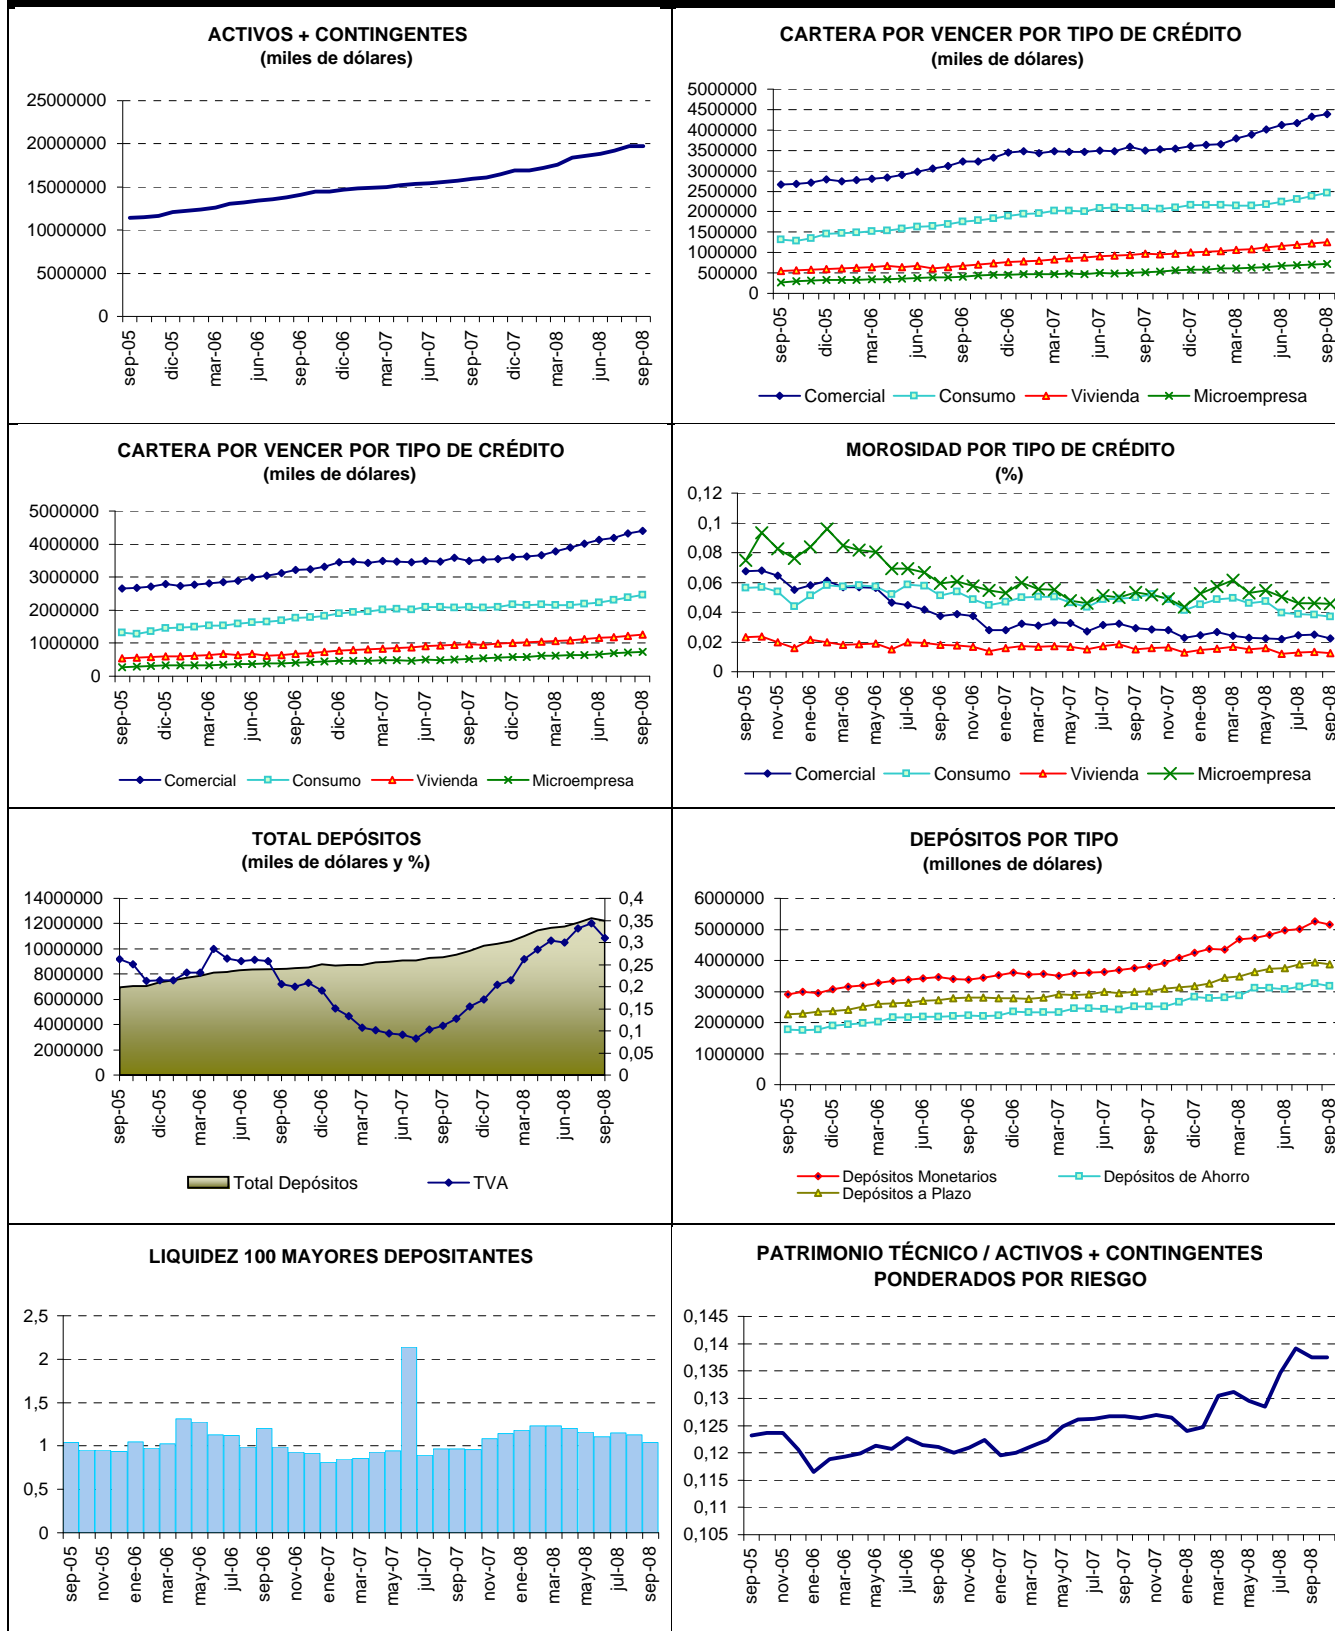 ACTIVOS + CONTINGENTES
(miles de dólares)
25000000
20000000
15000000
10000000
5000000
0
sep-05 dic-05 mar-06 jun-06 sep-06 dic-06 mar-07 jun-07 sep-07 dic-07 mar-08 jun-08 sep-08
CARTERA POR VENCER POR TIPO DE CRÉDITO
(miles de dólares)
5000000
4500000
4000000
3500000
3000000
2500000
2000000
1500000
1000000
500000
0
sep-05 dic-05 mar-06 jun-06 sep-06 dic-06 mar-07 jun-07 sep-07 dic-07 mar-08 jun-08 sep-08
Comercial Consumo Vivienda Microempresa
CARTERA POR VENCER POR TIPO DE CRÉDITO
(miles de dólares)
5000000
4000000
3000000
2000000
1000000
0
sep-05 dic-05 mar-06 jun-06 sep-06 dic-06 mar-07 jun-07 sep-07 dic-07 mar-08 jun-08 sep-08
Comercial Consumo Vivienda Microempresa
MOROSIDAD POR TIPO DE CRÉDITO
(%)
0,12
0,1
0,08
0,06
0,04
0,02
0
sep-05 nov-05 ene-06 mar-06 may-06 jul-06 sep-06 nov-06 ene-07 mar-07 may-07 jul-07 sep-07 nov-07 ene-08 mar-08 may-08 jul-08 sep-08
Comercial Consumo Vivienda Microempresa
TOTAL DEPÓSITOS
(miles de dólares y %)
14000000
12000000
10000000
8000000
6000000
4000000
2000000
0
0,4
0,35
0,3
0,25
0,2
0,15
0,1
0,05
0
sep-05 dic-05 mar-06 jun-06 sep-06 dic-06 mar-07 jun-07 sep-07 dic-07 mar-08 jun-08 sep-08
Total Depósitos TVA
DEPÓSITOS POR TIPO
(millones de dólares)
6000000
5000000
4000000
3000000
2000000
1000000
0
sep-05 dic-05 mar-06 jun-06 sep-06 dic-06 mar-07 jun-07 sep-07 dic-07 mar-08 jun-08 sep-08
Depósitos Monetarios Depósitos de Ahorro
Depósitos a Plazo
LIQUIDEZ 100 MAYORES DEPOSITANTES
2,5
2
1,5
1
0,5
0
sep-05 nov-05 ene-06 mar-06 may-06 jul-06 sep-06 nov-06 ene-07 mar-07 may-07 jul-07 sep-07 nov-07 ene-08 mar-08 may-08 jul-08 sep-08
PATRIMONIO TÉCNICO / ACTIVOS + CONTINGENTES
PONDERADOS POR RIESGO
0,145
0,14
0,135
0,13
0,125
0,12
0,115
0,11
0,105
sep-05 nov-05 ene-06 mar-06 may-06 jul-06 sep-06 nov-06 ene-07 mar-07 may-07 jul-07 sep-07 nov-07 ene-08 mar-08 may-08 jul-08 sep-08